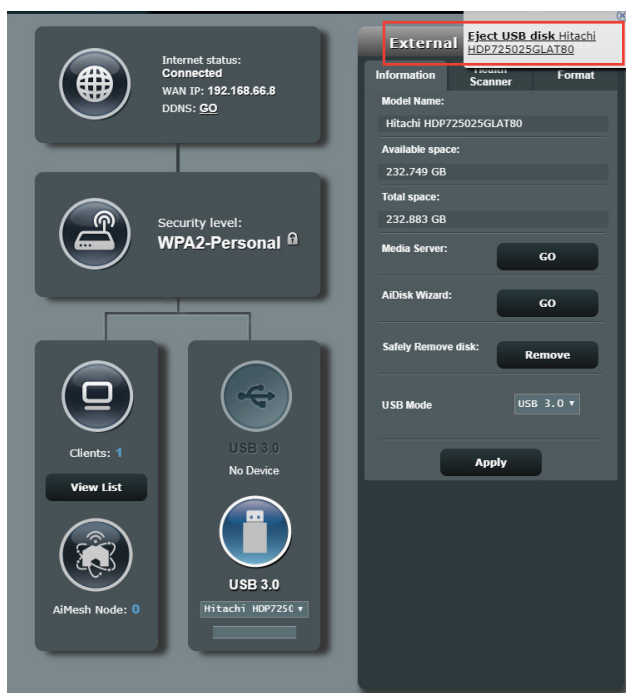 Internet status:
Connected
WAN IP: 192.168.66.8
DDNS: GO
Security level:
WPA2-Personal
Clients: 1
View List
AiMesh Node: 0
USB 3.0
No Device
USB 3.0
Hitachi HDP725(
External
Eject USB disk Hitachi
HDP725025GLAT80
Information
Health
Scanner
Format
Model Name:
Hitachi HDP725025GLAT80
Available space:
232.749 GB
Total space:
232.883 GB
Media Server:
GO
AiDisk Wizard:
GO
Safely Remove disk:
Remove
USB Mode
USB 3.0
Apply